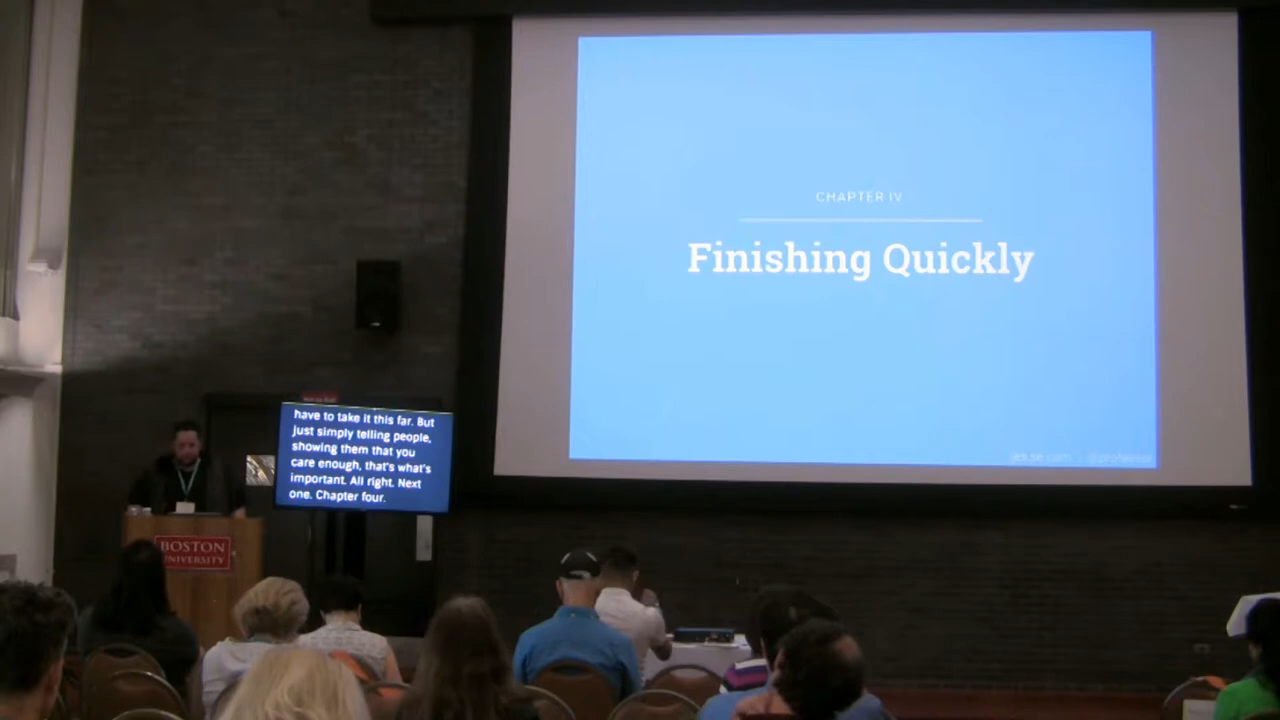 CHAPTER IV
Finishing Quickly
have to take it this far. But
just simply telling people,
showing them that you
care enough, that's what's
important. All right. Next
one. Chapter four.
BOSTON
UNIVERSITY